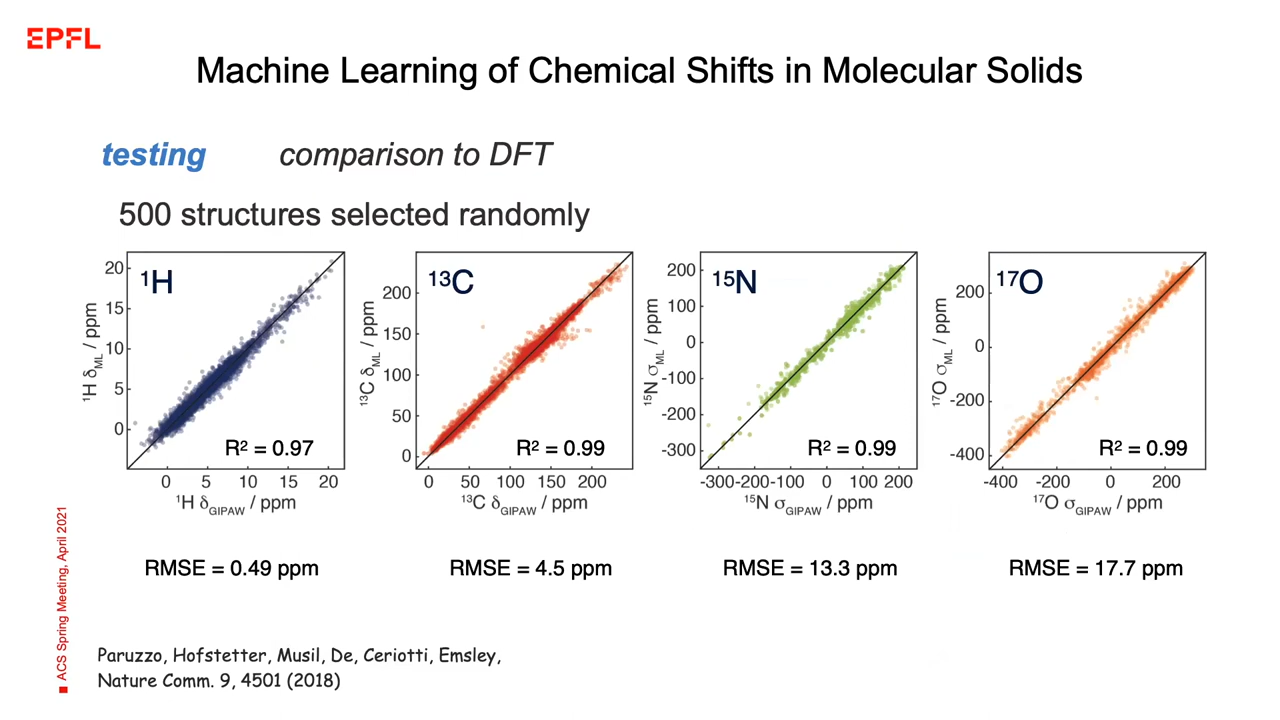 EPFL
Machine Learning of Chemical Shifts in Molecular Solids
testing comparison to DFT
500 structures selected randomly
¹H
¹H δML / ppm
20
15
10
5
0
R² = 0.97
0 5 10 15 20
¹H δGIPAW / ppm
RMSE = 0.49 ppm
¹³C
¹³C δML / ppm
200
150
100
50
0
R² = 0.99
0 50 100 150 200
¹³C δGIPAW / ppm
RMSE = 4.5 ppm
15N
¹⁵N σML / ppm
200
100
0
-100
-200
-300
R² = 0.99
-300 -200 -100 0 100 200
¹⁵N σGIPAW / ppm
RMSE = 13.3 ppm
17O
¹⁷O σML / ppm
200
0
-200
-400
R² = 0.99
-400 -200 0 200
¹⁷O σGIPAW / ppm
RMSE = 17.7 ppm
ACS Spring Meeting, April 2021
Paruzzo, Hofstetter, Musil, De, Ceriotti, Emsley,
Nature Comm. 9, 4501 (2018)